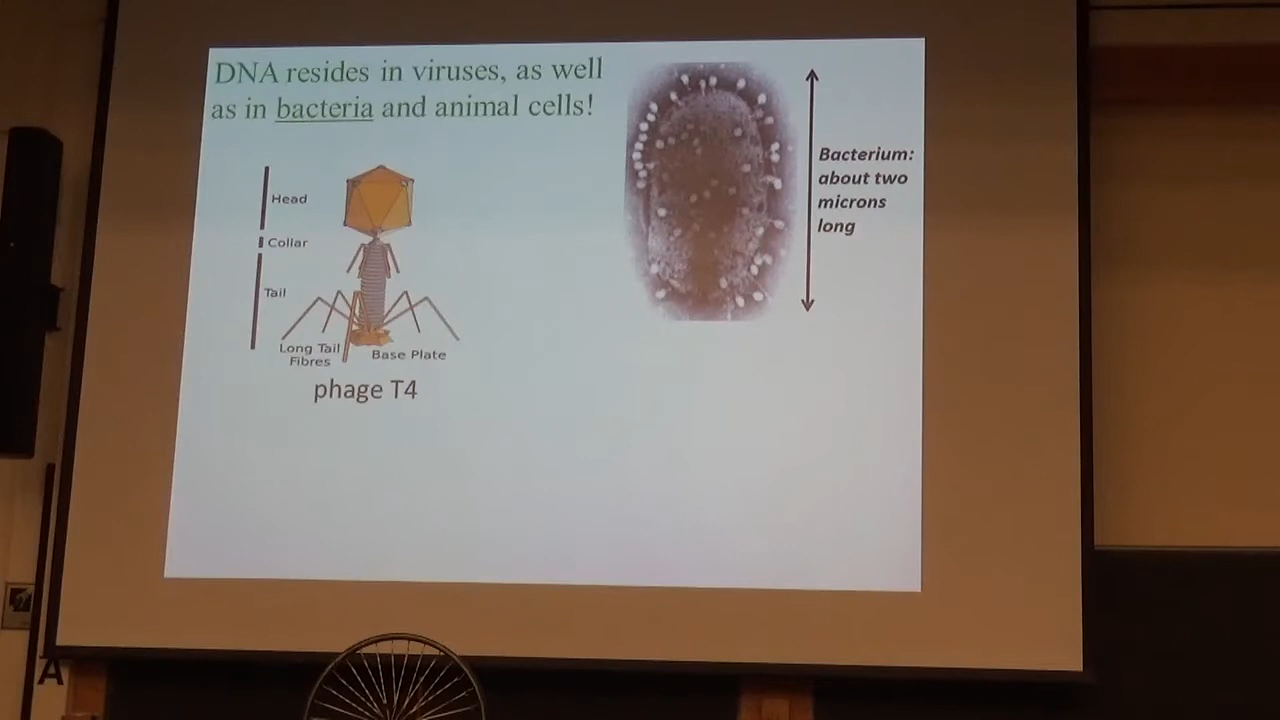 DNA resides in viruses, as well
as in bacteria and animal cells!
Head
Collar
Tail
Long Tail
Fibres
Base Plate
phage T4
Bacterium:
about two
microns
long
A